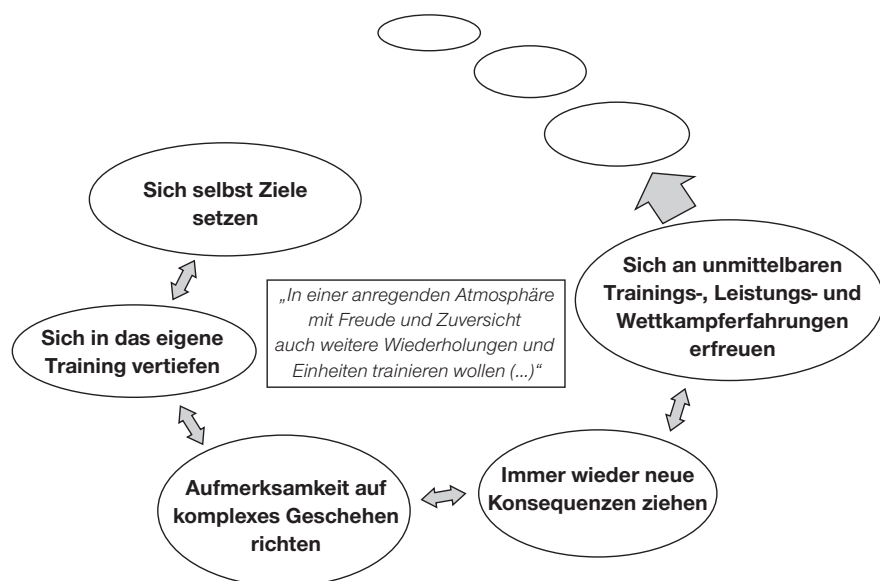 Sich selbst Ziele
setzen
Sich in das eigene
Training vertiefen
„In einer anregenden Atmosphäre
mit Freude und Zuversicht
auch weitere Wiederholungen und
Einheiten trainieren wollen (...)“
Sich an unmittelbaren
Trainings-, Leistungs- und
Wettkampferfahrungen
erfreuen
Aufmerksamkeit auf
komplexes Geschehen
richten
Immer wieder neue
Konsequenzen ziehen